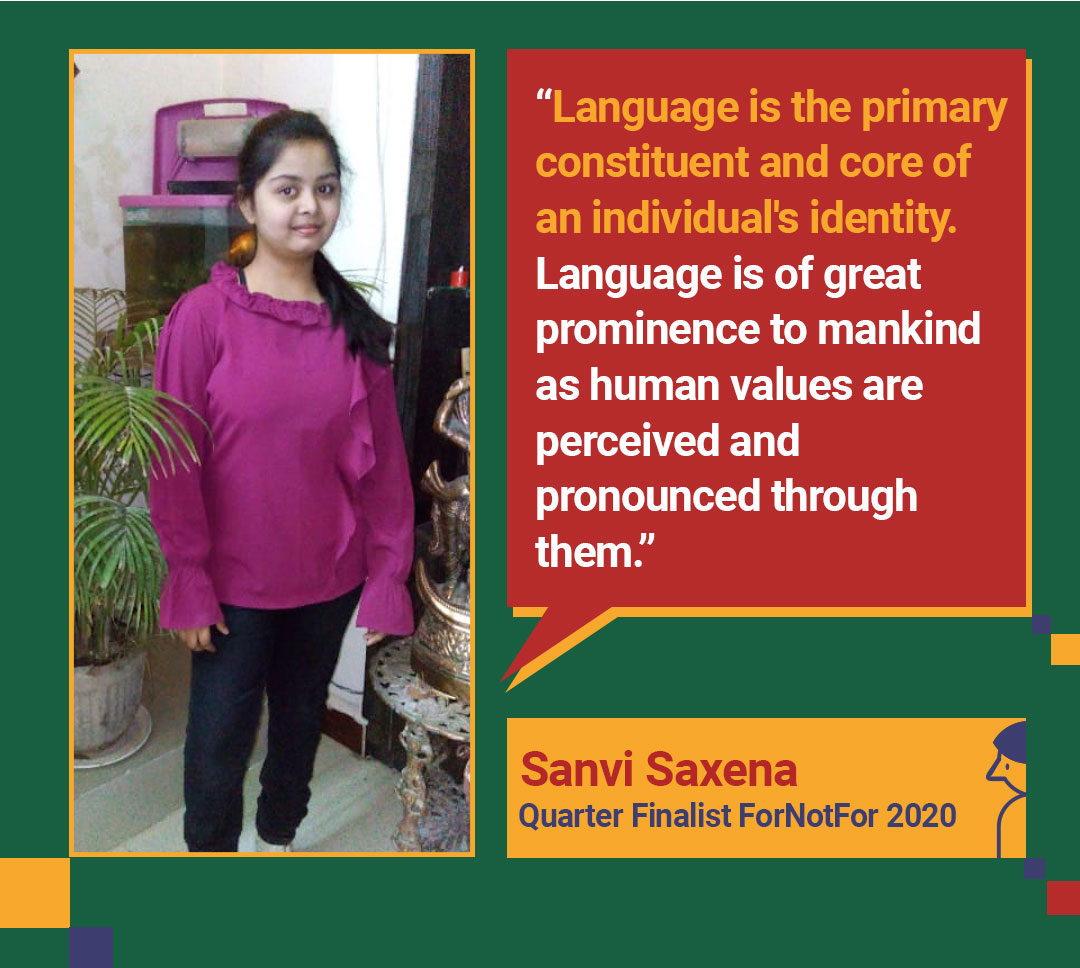 “Language is the primary
constituent and core of
an individual's identity.
Language is of great
prominence to mankind
as human values are
perceived and
pronounced through
them.”
Sanvi Saxena
Quarter Finalist ForNotFor 2020